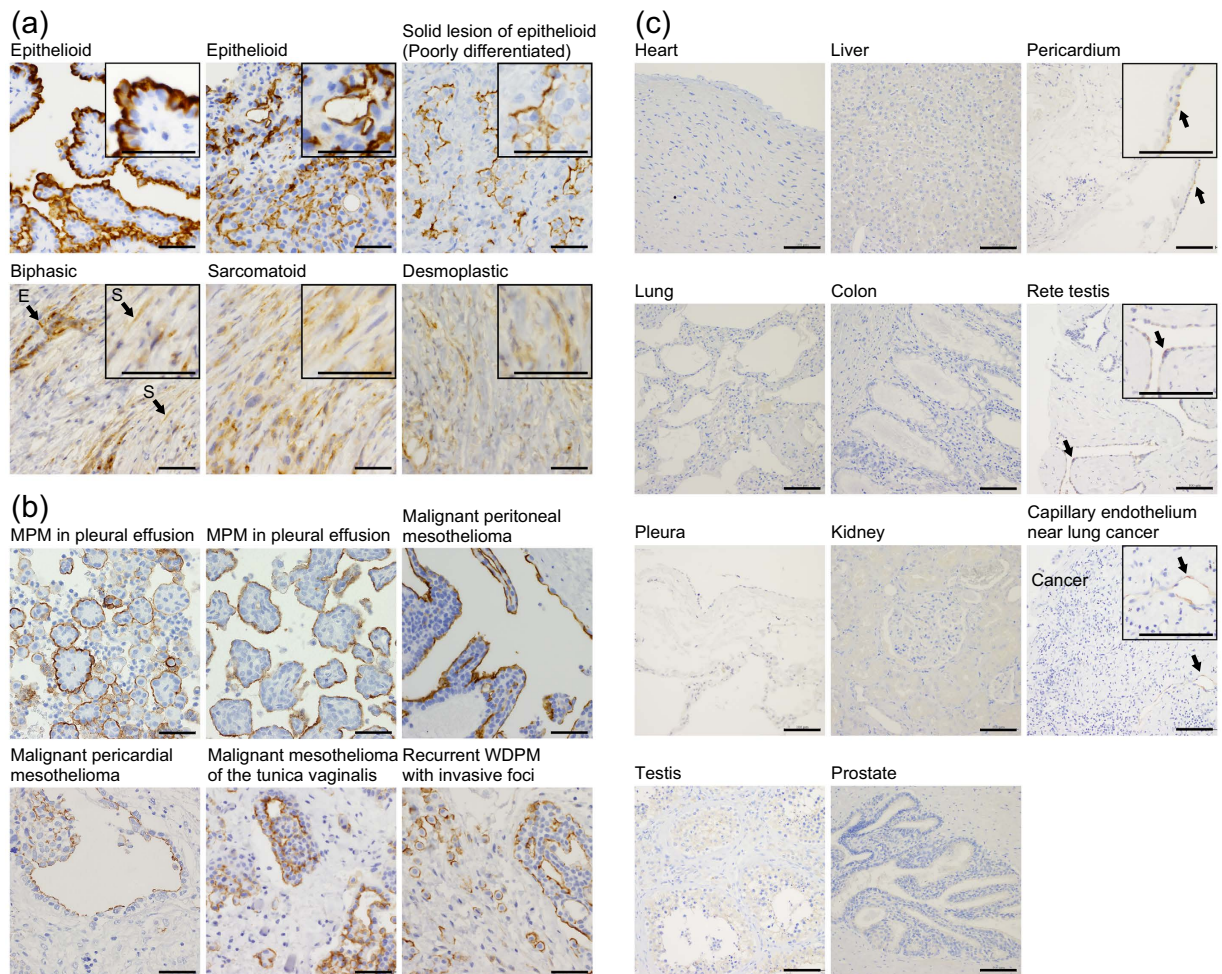 (a)
Epithelioid
Epithelioid
Solid lesion of epithelioid
(Poorly differentiated)
Biphasic
Sarcomatoid
Desmoplastic
E
S
S
(b)
MPM in pleural effusion
MPM in pleural effusion
Malignant peritoneal
mesothelioma
Malignant pericardial
mesothelioma
Malignant mesothelioma
of the tunica vaginalis
Recurrent WDPM
with invasive foci
(c)
Heart
Liver
Pericardium
Lung
Colon
Rete testis
Pleura
Kidney
Capillary endothelium
near lung cancer
Cancer
Testis
Prostate